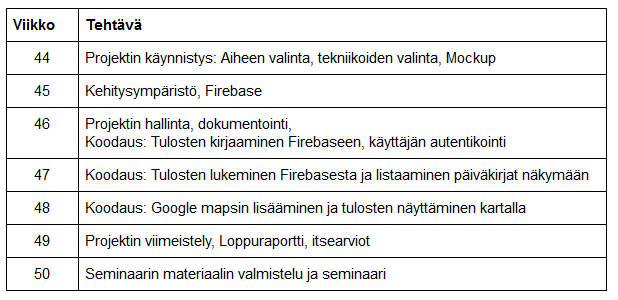 Viikko Tehtävä
44 Projektin käynnistys: Aiheen valinta, tekniikoiden valinta, Mockup
45 Kehitysympäristö, Firebase
46 Projektin hallinta, dokumentointi,
Koodaus: Tulosten kirjaaminen Firebaseen, käyttäjän autentikointi
47 Koodaus: Tulosten lukeminen Firebasesta ja listaaminen päiväkirjat näkymään
48 Koodaus: Google mapsin lisääminen ja tulosten näyttäminen kartalla
49 Projektin viimeistely, Loppuraportti, itsearviot
50 Seminaarin materiaalin valmistelu ja seminaari